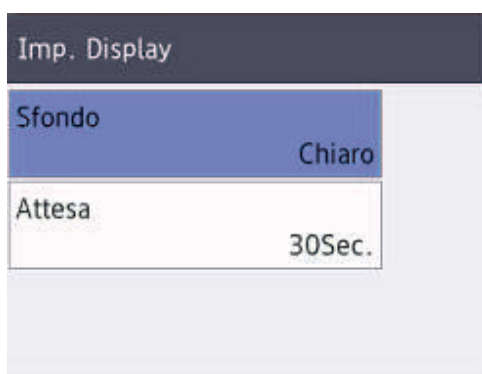 Imp. Display
Sfondo
Chiaro
Attesa
30Sec.